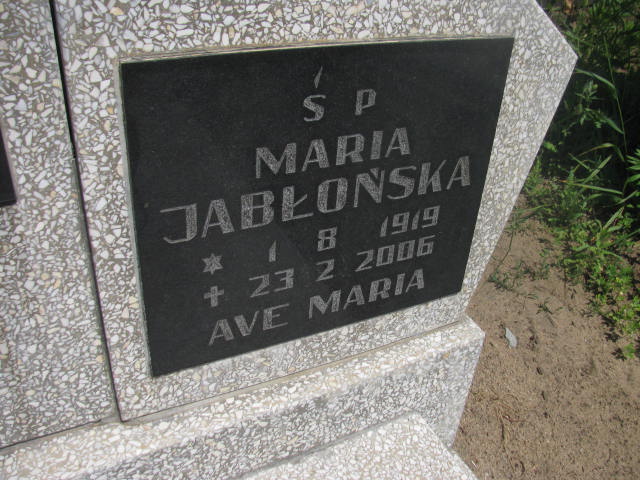 Ś P
MARIA
JABŁOŃSKA
* 1 8 1919
+ 23 2 2006
AVE MARIA